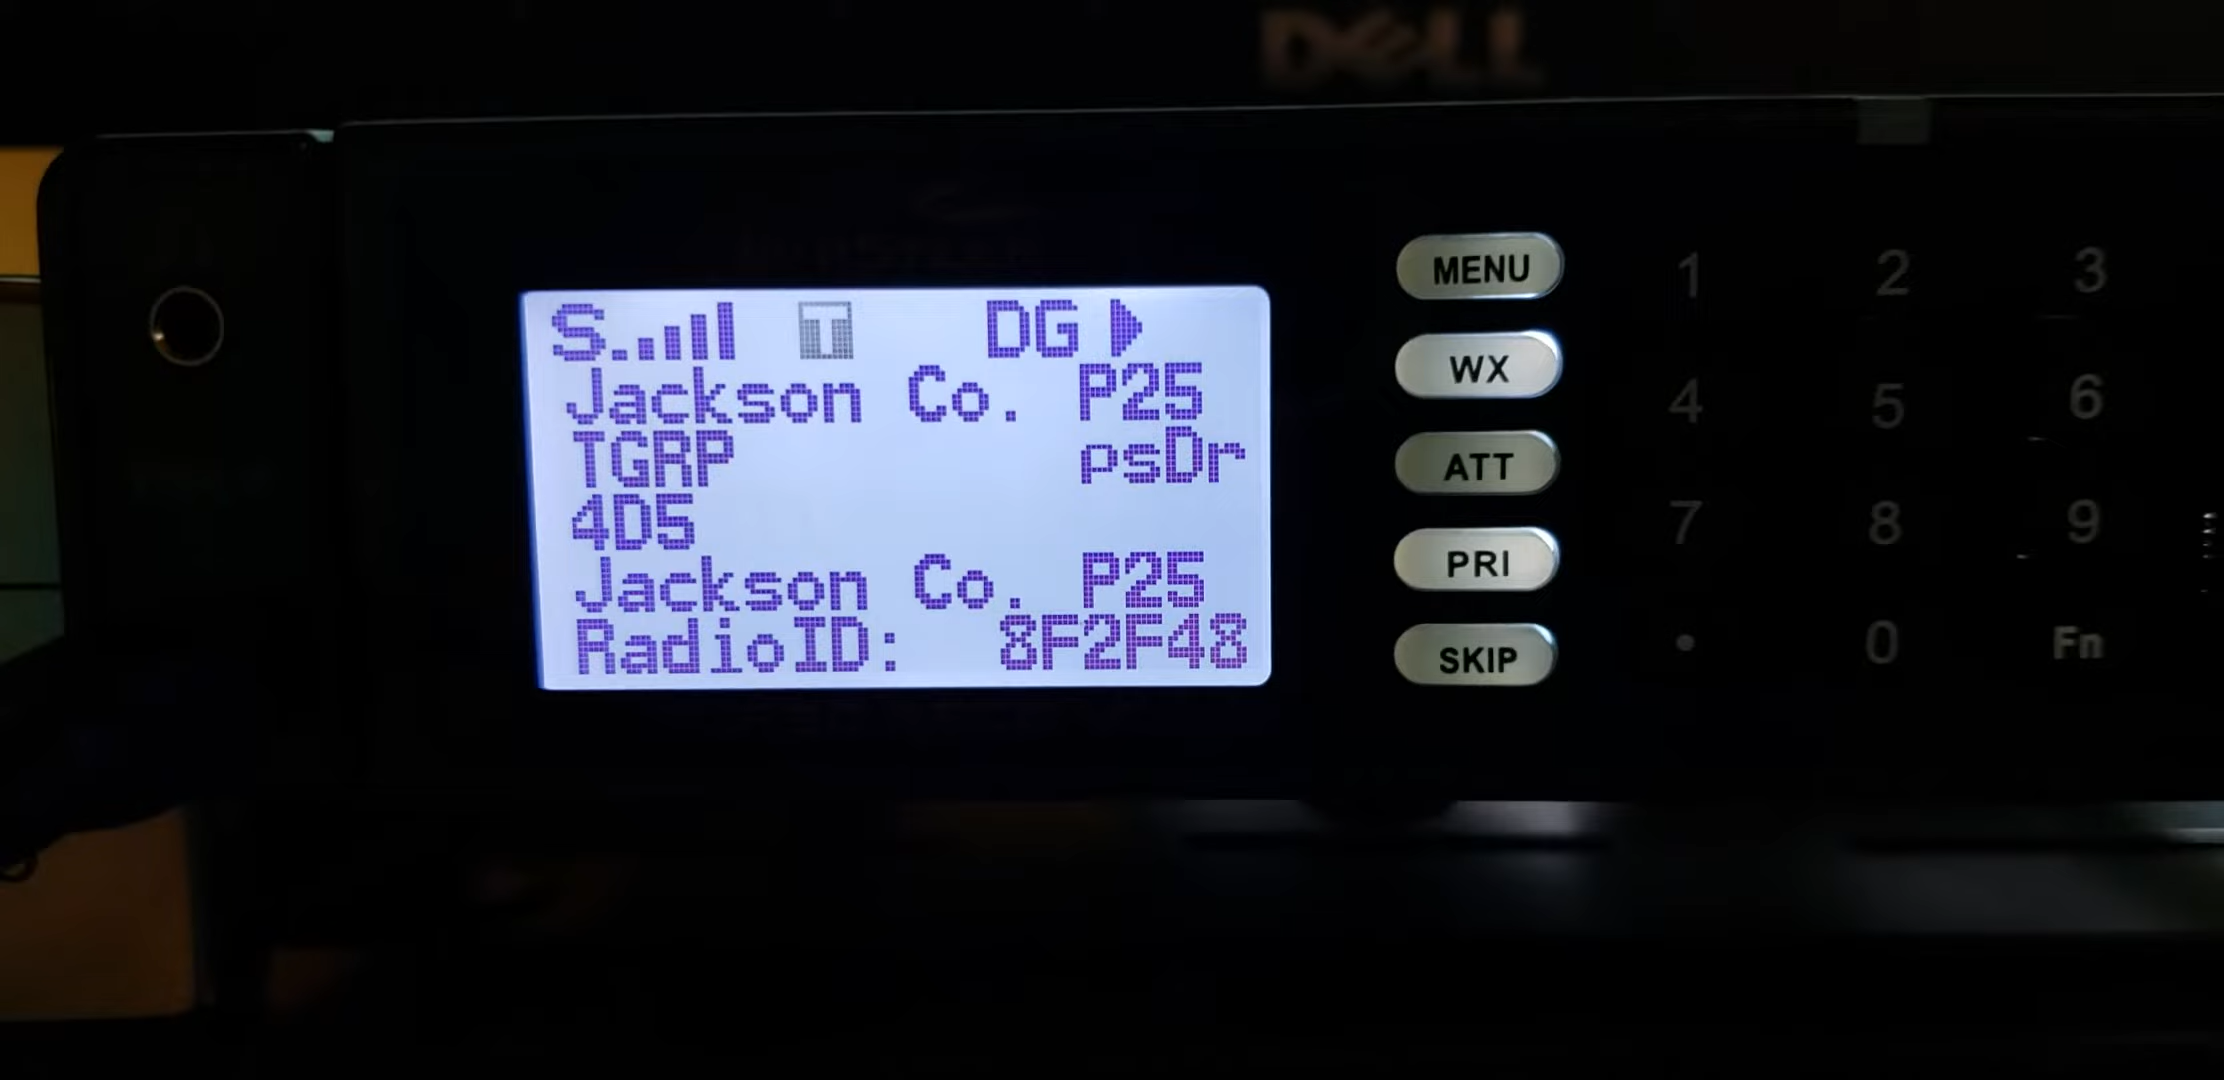 DELL
S. T DG
Jackson Co. P25
TGRP psDr
4D5
Jackson Co. P25
RadioID: 8F2F48
MENU
WX
ATT
PRI
SKIP
1 2 3
4 5 6
7 8 9
. 0 Fn